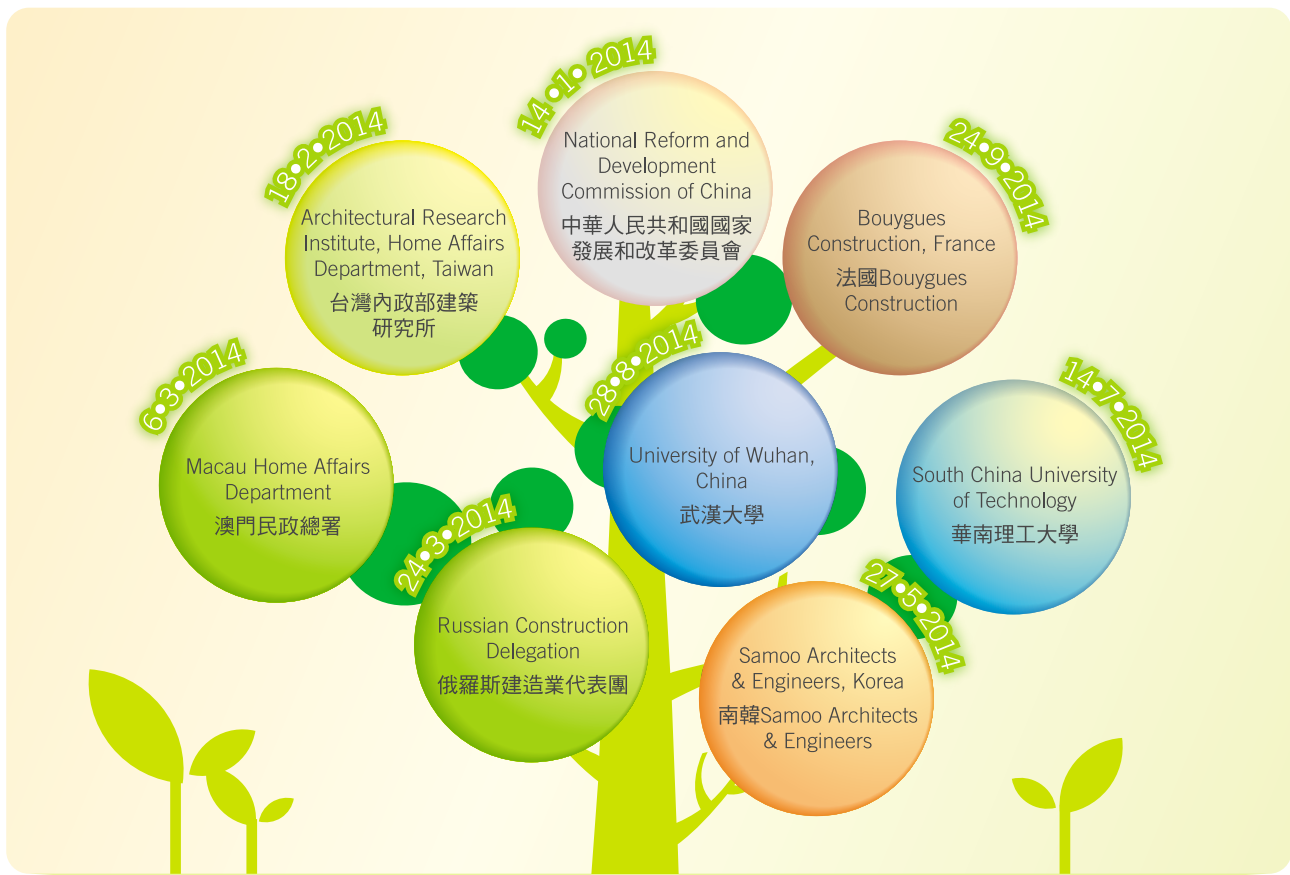 14•1•2014
National Reform and
Development
Commission of China
中華人民共和國國家
發展和改革委員會
18•2•2014
Architectural Research
Institute, Home Affairs
Department, Taiwan
台灣內政部建築
研究所
24•9•2014
Bouygues
Construction, France
法國Bouygues
Construction
6•3•2014
Macau Home Affairs
Department
澳門民政總署
28•8•2014
University of Wuhan,
China
武漢大學
14•7•2014
South China University
of Technology
華南理工大學
24•3•2014
Russian Construction
Delegation
俄羅斯建造業代表團
27•5•2014
Samoo Architects
& Engineers, Korea
南韓Samoo Architects
& Engineers